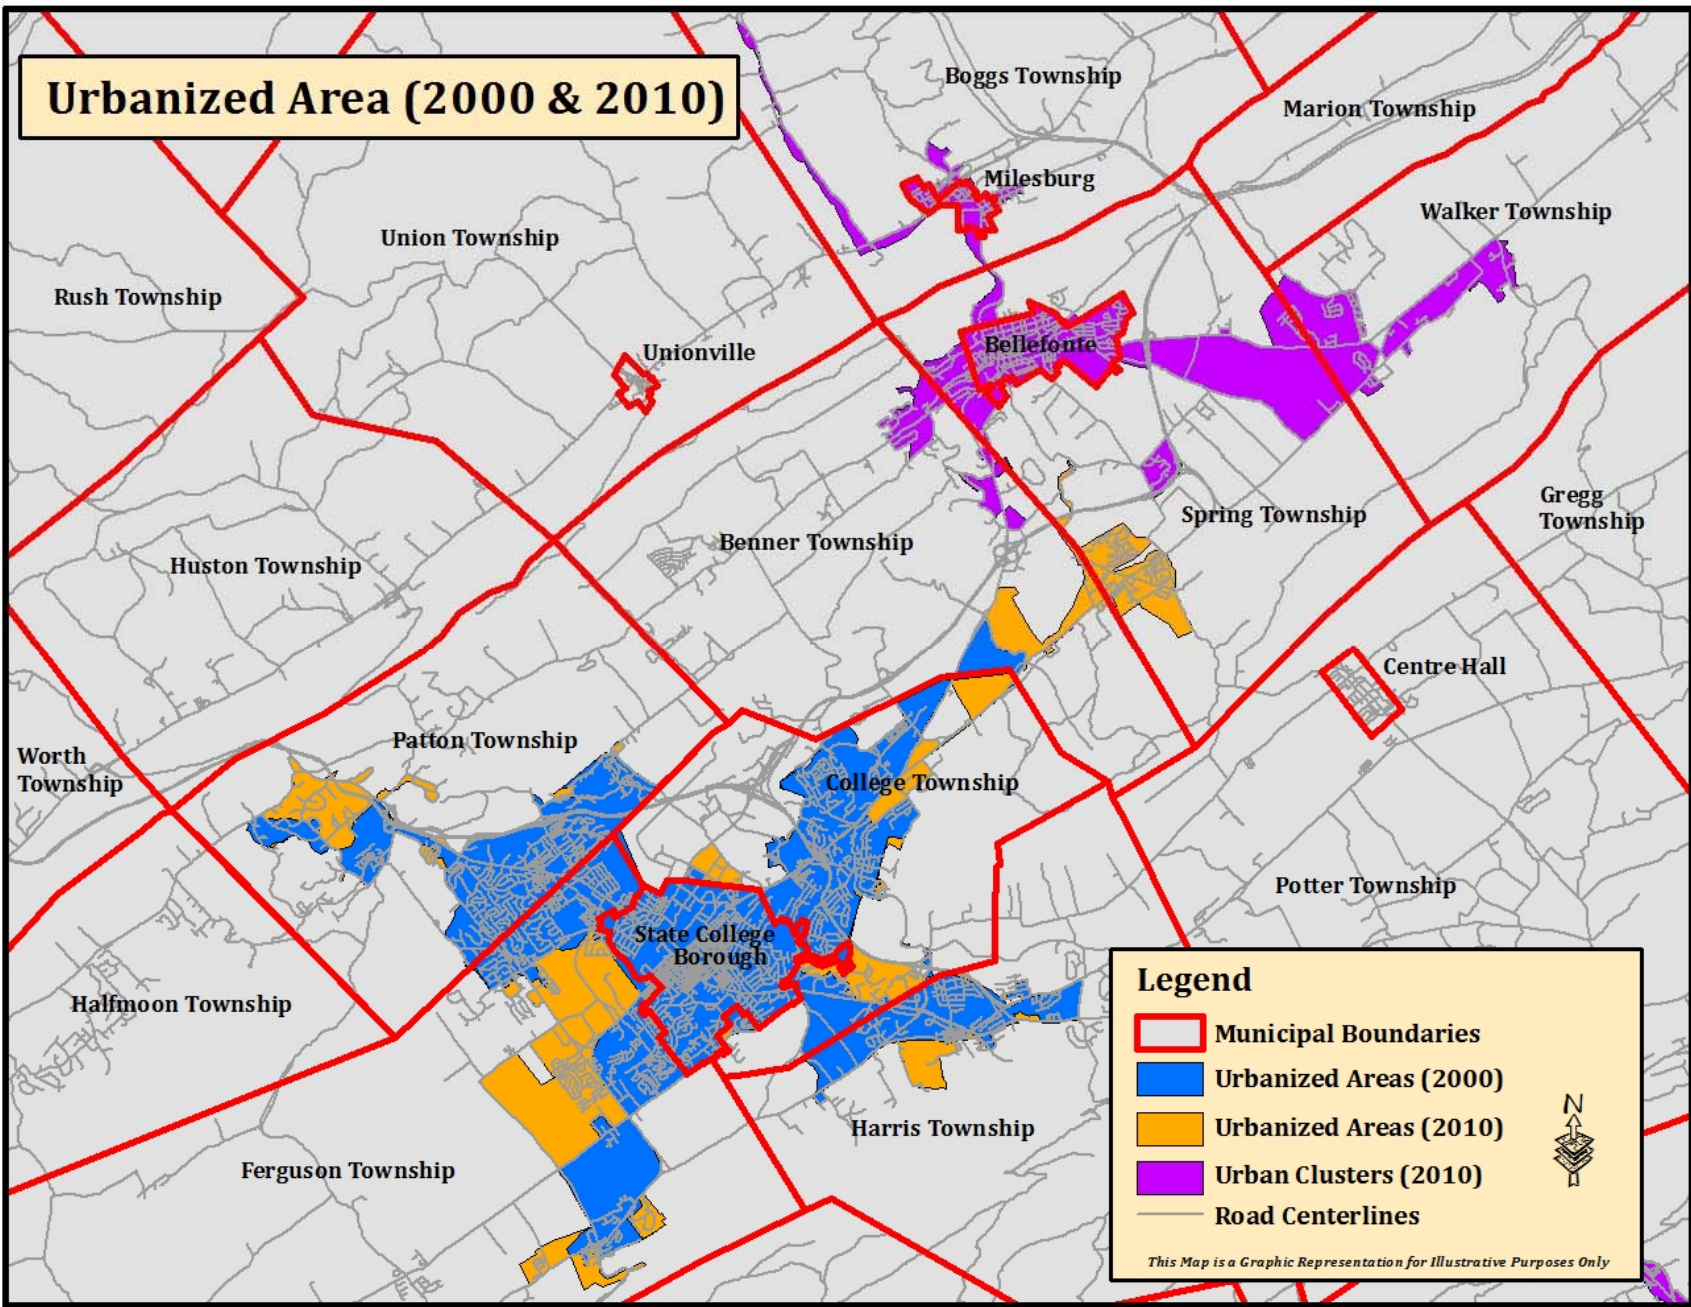 Urbanized Area (2000 & 2010)
Boggs Township
Marion Township
Milesburg
Walker Township
Union Township
Rush Township
Unionville
Bellefonte
Gregg
Township
Spring Township
Benner Township
Huston Township
Centre Hall
Patton Township
Worth
Township
College Township
Potter Township
State College
Borough
Halfmoon Township
Harris Township
Ferguson Township
Legend
Municipal Boundaries
Urbanized Areas (2000)
Urbanized Areas (2010)
N
Urban Clusters (2010)
Road Centerlines
This Map is a Graphic Representation for Illustrative Purposes Only